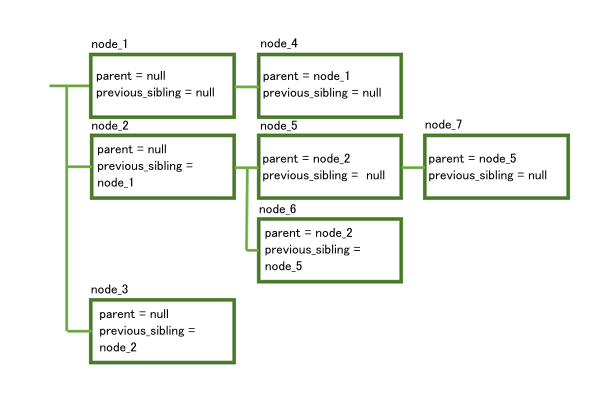 node_1
parent = null
previous_sibling = null
node_4
parent = node_1
previous_sibling = null
node_2
parent = null
previous_sibling =
node_1
node_5
parent = node_2
previous_sibling = null
node_7
parent = node_5
previous_sibling = null
node_6
parent = node_2
previous_sibling =
node_5
node_3
parent = null
previous_sibling =
node_2